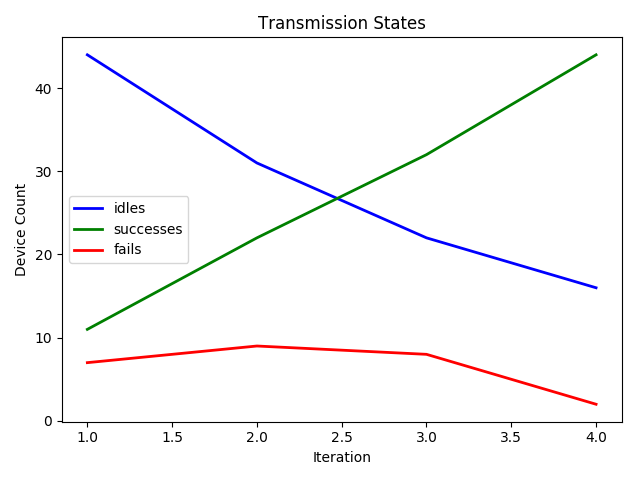 Transmission States
Device Count
40
30
20
10
0
idles
successes
fails
1.0 1.5 2.0 2.5 3.0 3.5 4.0
Iteration